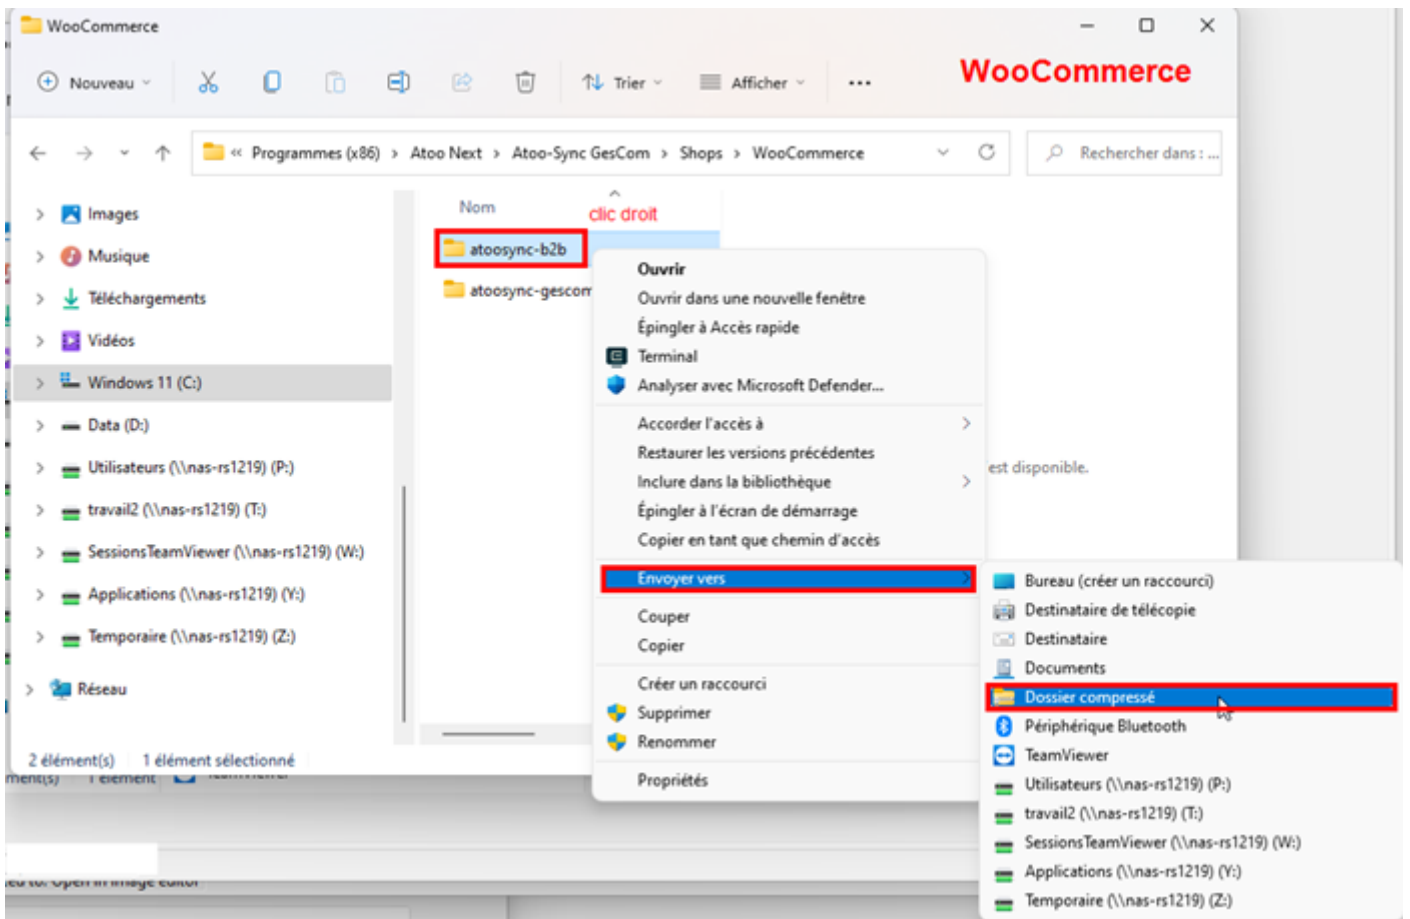 WooCommerce
Nouveau
Trier
Afficher
...
WooCommerce
« Programmes (x86) > Atoo Next > Atoo-Sync GesCom > Shops > WooCommerce
Rechercher dans : ...
Images
Musique
Téléchargements
Vidéos
Windows 11 (C:)
Data (D:)
Utilisateurs (\\nas-rs1219) (P:)
travail2 (\\nas-rs1219) (T:)
SessionsTeamViewer (\\nas-rs1219) (W:)
Applications (\\nas-rs1219) (Y:)
Temporaire (\\nas-rs1219) (Z:)
Réseau
Nom
clic droit
atoosync-b2b
atoosync-gescom
Ouvrir
Ouvrir dans une nouvelle fenêtre
Épingler à Accès rapide
Terminal
Analyser avec Microsoft Defender...
Accorder l'accès à
Restaurer les versions précédentes
Inclure dans la bibliothèque
Épingler à l'écran de démarrage
Copier en tant que chemin d'accès
Envoyer vers
Couper
Copier
Créer un raccourci
Supprimer
Renommer
Propriétés
est disponible.
Bureau (créer un raccourci)
Destinataire de télécopie
Destinataire
Documents
Dossier compressé
Périphérique Bluetooth
TeamViewer
Utilisateurs (\\nas-rs1219) (P:)
travail2 (\\nas-rs1219) (T:)
SessionsTeamViewer (\\nas-rs1219) (W:)
Applications (\\nas-rs1219) (Y:)
Temporaire (\\nas-rs1219) (Z:)
2 élément(s) 1 élément sélectionné